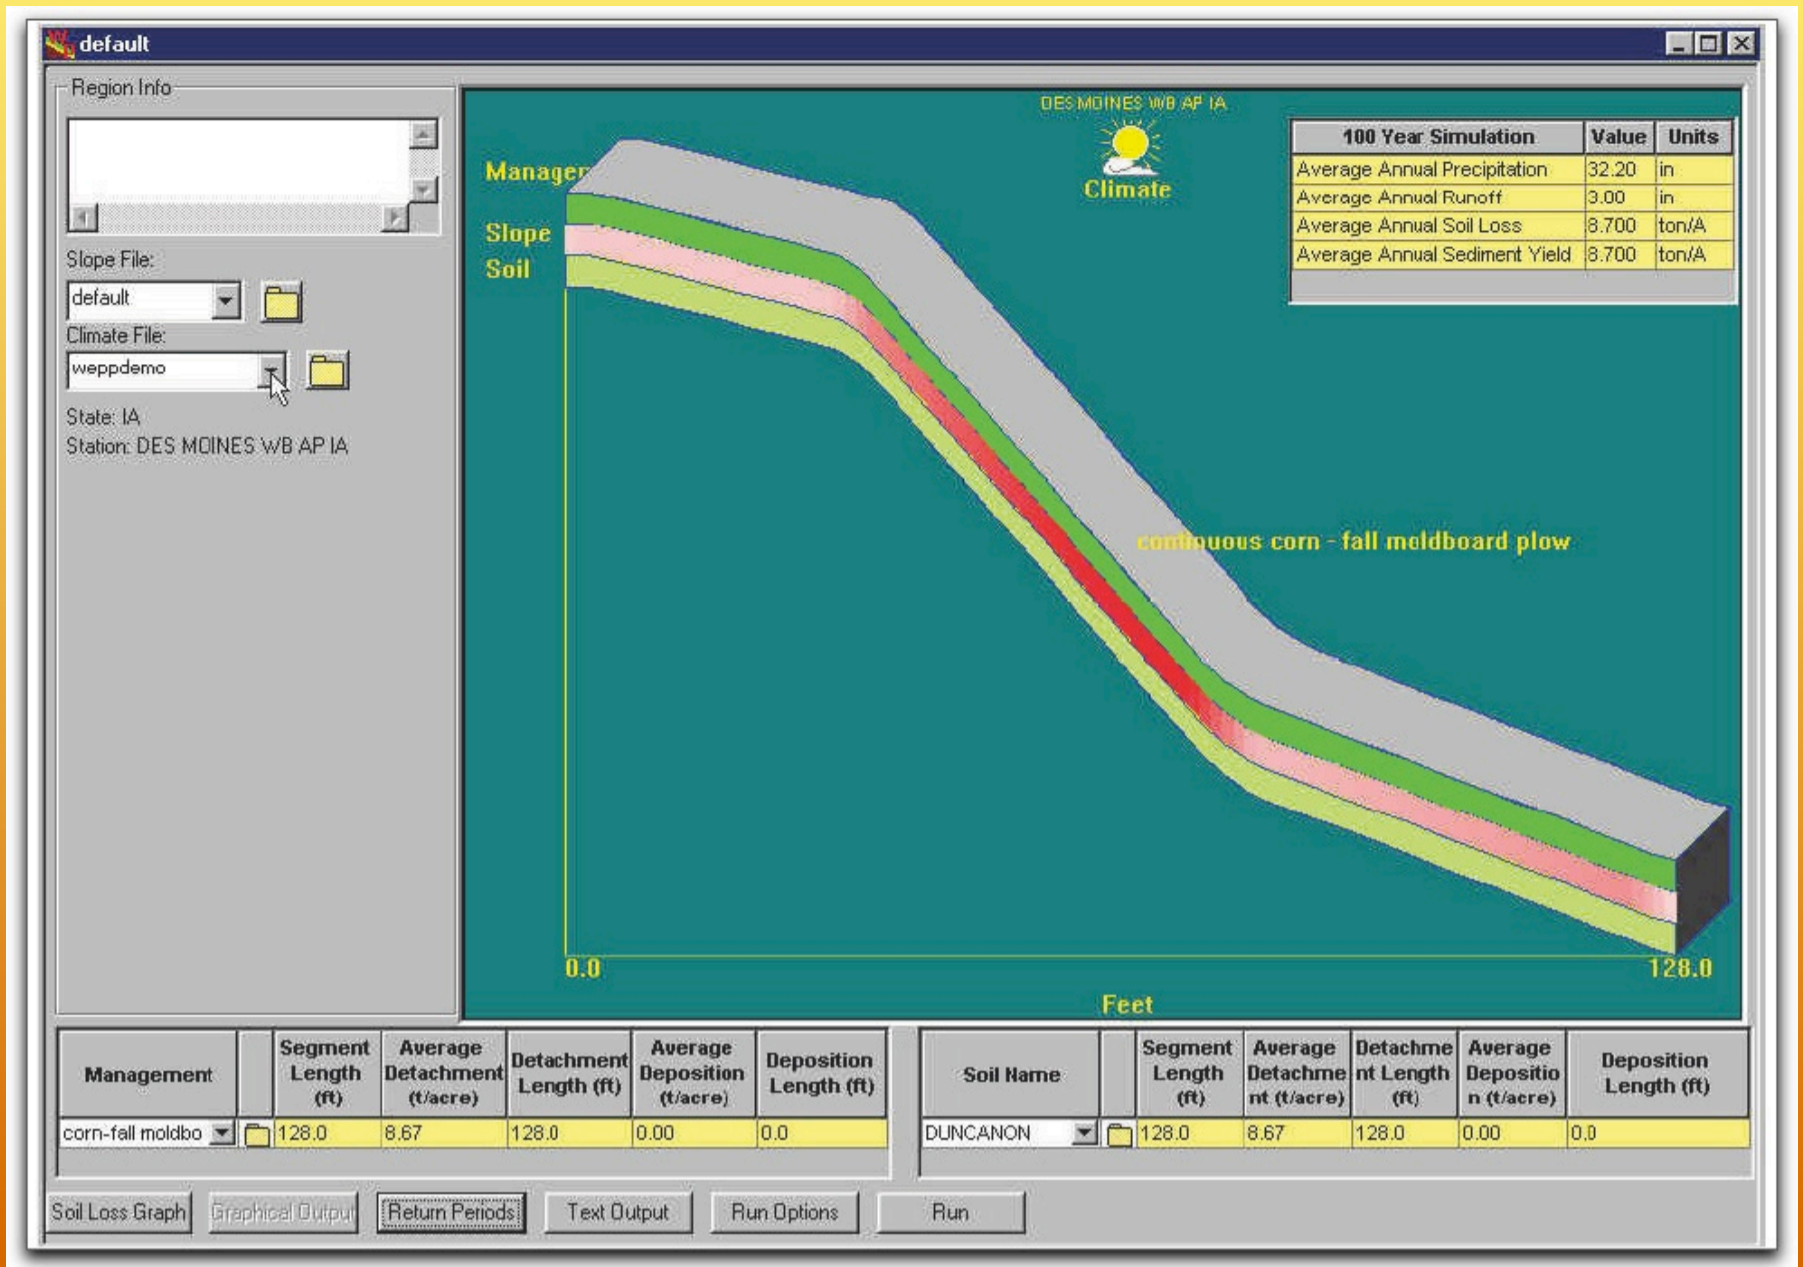 default
Region Info
Slope File:
default
Climate File:
weppdemo
State: IA
Station: DES MOINES WB AP IA
DES MOINES WB AP IA
Climate
Manager
Slope
Soil
100 Year Simulation Value Units
Average Annual Precipitation 32.20 in
Average Annual Runoff 3.00 in
Average Annual Soil Loss 8.700 ton/A
Average Annual Sediment Yield 8.700 ton/A
continuous corn - fall moldboard plow
0.0
128.0
Feet
Management Segment Length (ft) Average Detachment (t/acre) Detachment Length (ft) Average Deposition (t/acre) Deposition Length (ft)
corn-fall moldbo 128.0 8.67 128.0 0.00 0.0
Soil Name Segment Length (ft) Average Detachme nt (t/acre) Detachme nt Length (ft) Average Depositio n (t/acre) Deposition Length (ft)
DUNCANON 128.0 8.67 128.0 0.00 0.0
Soil Loss Graph Graphical Output Return Periods Text Output Run Options Run